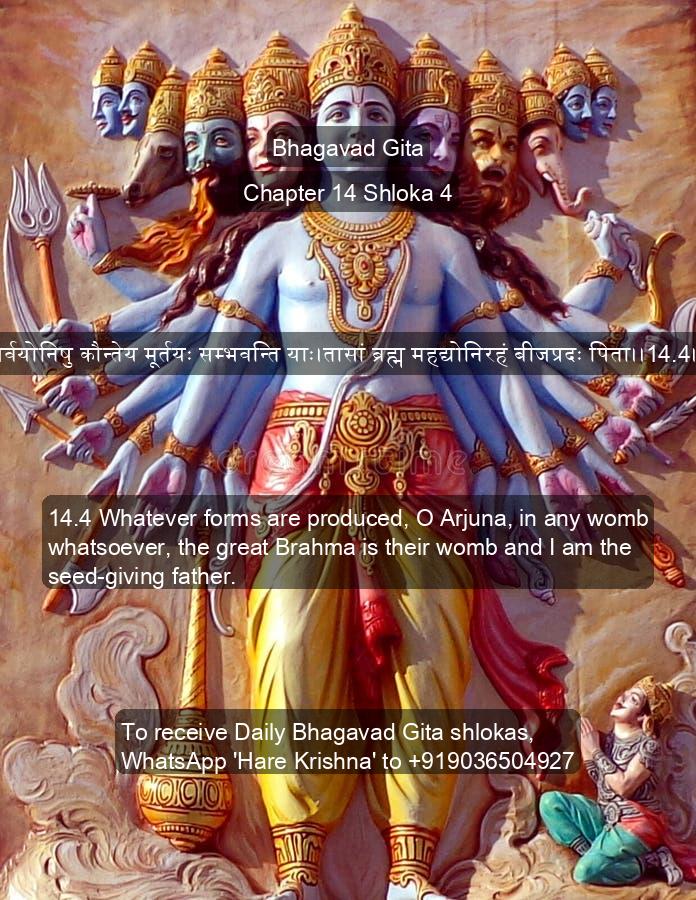 Bhagavad Gita
Chapter 14 Shloka 4
कौन्तेय मूर्तयः सम्भवन्ति याः।तासां ब्रह्म महद्योनिरहं बीजप्रदः पिता।।14.4।
14.4 Whatever forms are produced, O Arjuna, in any womb
whatsoever, the great Brahma is their womb and I am the
seed-giving father.
To receive Daily Bhagavad Gita shlokas,
WhatsApp 'Hare Krishna' to +919036504927